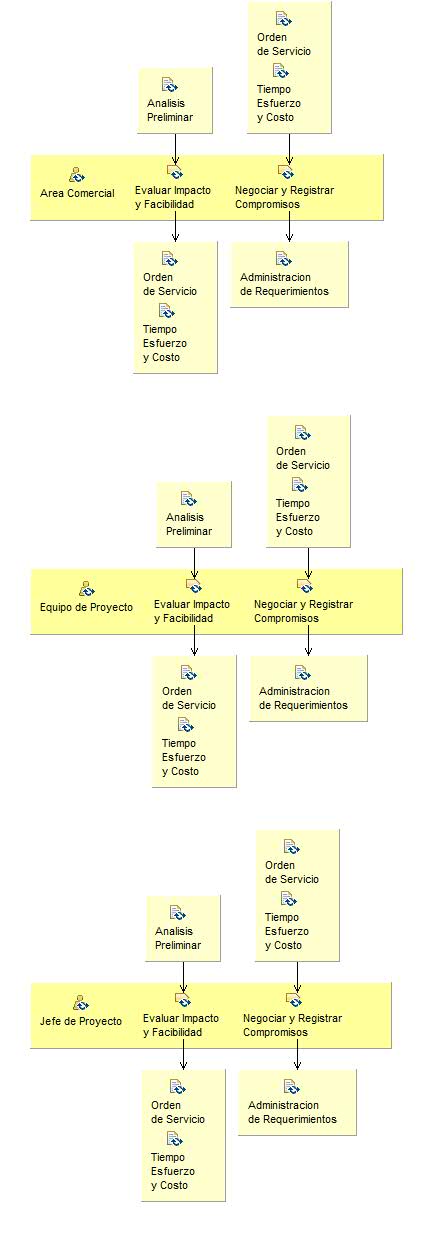 Orden
de Servicio
Tiempo
Esfuerzo
y Costo
Analisis
Preliminar
Area Comercial
Evaluar Impacto
y Facibilidad
Negociar y Registrar
Compromisos
Orden
de Servicio
Tiempo
Esfuerzo
y Costo
Administracion
de Requerimientos
Orden
de Servicio
Tiempo
Esfuerzo
y Costo
Analisis
Preliminar
Equipo de Proyecto
Evaluar Impacto
y Facibilidad
Negociar y Registrar
Compromisos
Orden
de Servicio
Tiempo
Esfuerzo
y Costo
Administracion
de Requerimientos
Orden
de Servicio
Tiempo
Esfuerzo
y Costo
Analisis
Preliminar
Jefe de Proyecto
Evaluar Impacto
y Facibilidad
Negociar y Registrar
Compromisos
Orden
de Servicio
Tiempo
Esfuerzo
y Costo
Administracion
de Requerimientos